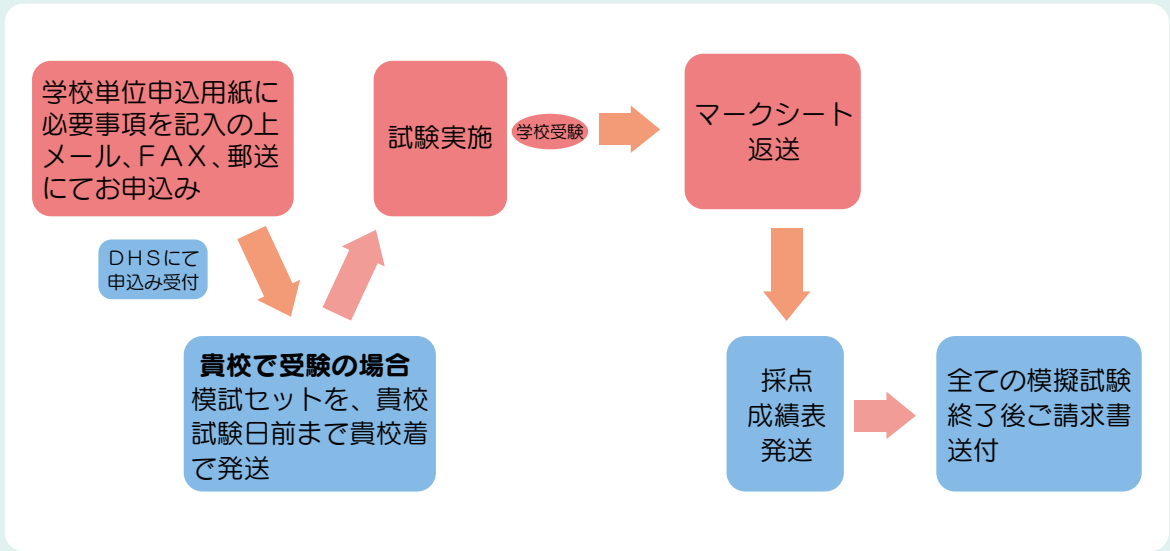 学校単位申込用紙に
必要事項を記入の上
メール、ＦＡＸ、郵送
にてお申込み
ＤＨＳにて
申込み受付
貴校で受験の場合
模試セットを、貴校
試験日前まで貴校着
で発送
試験実施
学校受験
マークシート
返送
採点
成績表
発送
全ての模擬試験
終了後ご請求書
送付